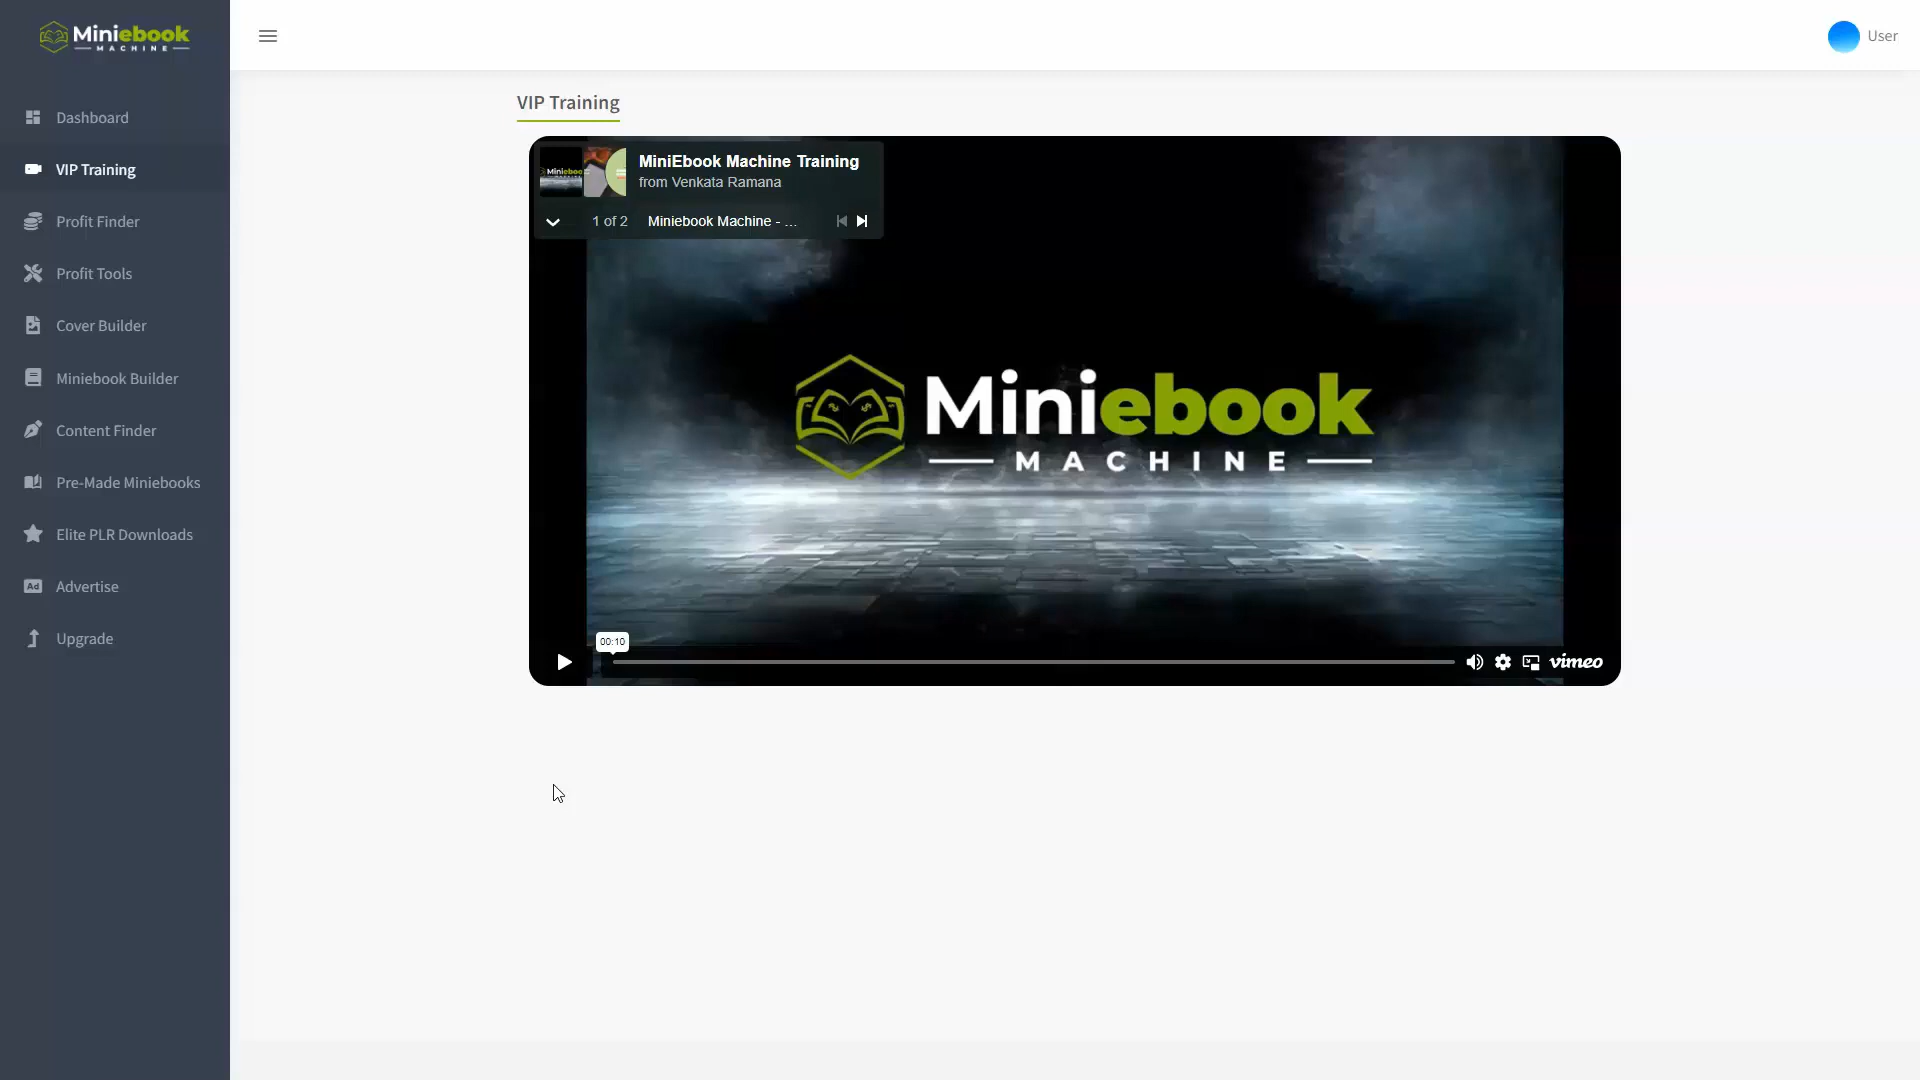 Miniebook
MACHINE
User
Dashboard
VIP Training
Profit Finder
Profit Tools
Cover Builder
Miniebook Builder
Content Finder
Pre-Made Miniebooks
Elite PLR Downloads
Ad Advertise
Upgrade
VIP Training
MiniEbook Machine Training
from Venkata Ramana
1 of 2 Miniebook Machine - ...
Miniebook
MACHINE
00:10
vimeo